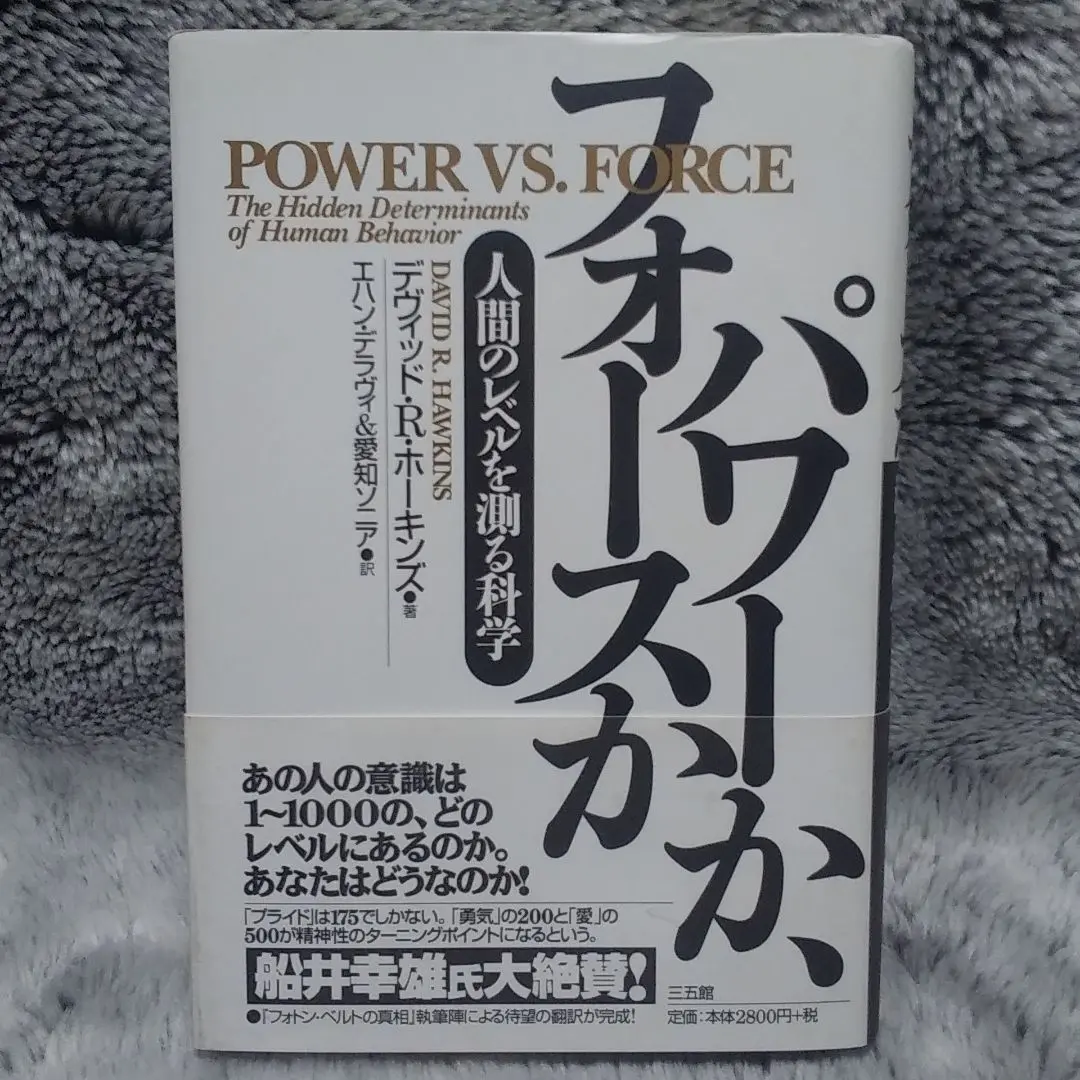 POWER VS. FORCE
The Hidden Determinants
of Human Behavior
パワーか、
フォースか
人間のレベルを測る科学
DAVID R. HAWKINS
デヴィッド・R・ホーキンズ●著
エハン・デラヴィ&愛知ソニア●訳
あの人の意識は
1~1000の、どの
レベルにあるのか。
あなたはどうなのか!
「プライド」は175でしかない。「勇気」の200と「愛」の
500が精神性のターニングポイントになるという。
船井幸雄氏大絶賛!
●「フォトン・ベルトの真相」執筆陣による待望の翻訳が完成!
三五館
定価:本体2800円+税